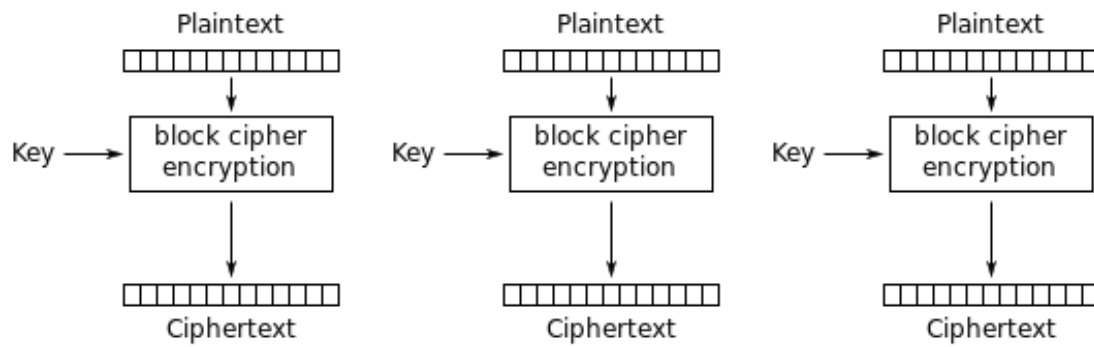 Plaintext Plaintext Plaintext
Key block cipher encryption Key block cipher encryption Key block cipher encryption
Ciphertext Ciphertext Ciphertext